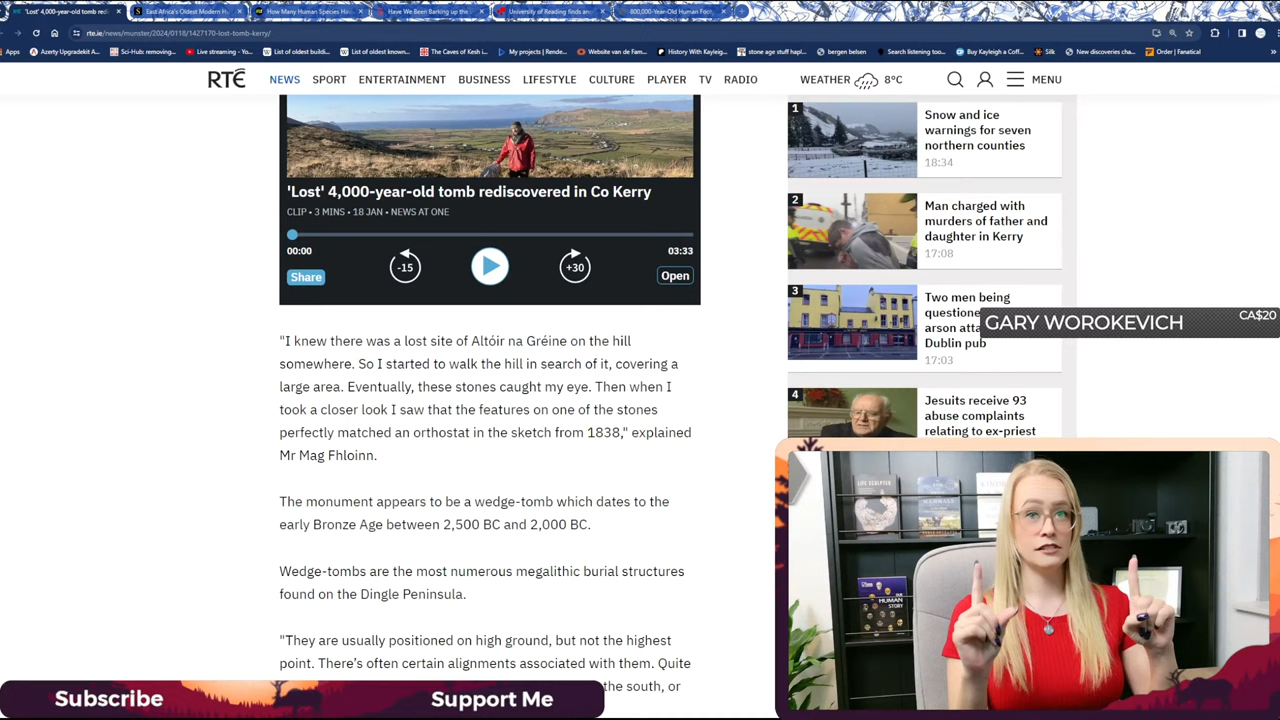 'Lost' 4,000-year-old tomb redi
East Africa's Oldest Modern H
How Many Human Species Ha
Have We Been Barking up the
University of Reading finds an
800,000-Year-Old Human Foo
rte.ie/news/munster/2024/0118/1427170-lost-tomb-kerry/
Apps
Azerty Upgradekit A
Sci-Hub: removing...
Live streaming - Yo...
List of oldest buildi...
List of oldest known...
The Caves of Kesh i...
My projects | Rende...
Website van de Fam...
History With Kayleig...
stone age stuff hapl...
bergen belsen
Search listening too...
Buy Kayleigh a Coff...
Silk
New discoveries cha...
Order | Fanatical
»
RTÉ NEWS SPORT ENTERTAINMENT BUSINESS LIFESTYLE CULTURE PLAYER TV RADIO WEATHER 8°C MENU
'Lost' 4,000-year-old tomb rediscovered in Co Kerry
CLIP • 3 MINS • 18 JAN • NEWS AT ONE
00:00
03:33
-15
+30
Share
Open
"I knew there was a lost site of Altóir na Gréine on the hill
somewhere. So I started to walk the hill in search of it, covering a
large area. Eventually, these stones caught my eye. Then when I
took a closer look I saw that the features on one of the stones
perfectly matched an orthostat in the sketch from 1838," explained
Mr Mag Fhloinn.
The monument appears to be a wedge-tomb which dates to the
early Bronze Age between 2,500 BC and 2,000 BC.
Wedge-tombs are the most numerous megalithic burial structures
found on the Dingle Peninsula.
"They are usually positioned on high ground, but not the highest
point. There's often certain alignments associated with them. Quite
the south, or
1
Snow and ice
warnings for seven
northern counties
18:34
2
Man charged with
murders of father and
daughter in Kerry
17:08
3
Two men being
questione
arson atta
Dublin pub
17:03
4
Jesuits receive 93
abuse complaints
relating to ex-priest
GARY WOROKEVICH
CA$20
LIFE SCULPTED
MAMMALS
HUMAN
STORY
Subscribe
Support Me